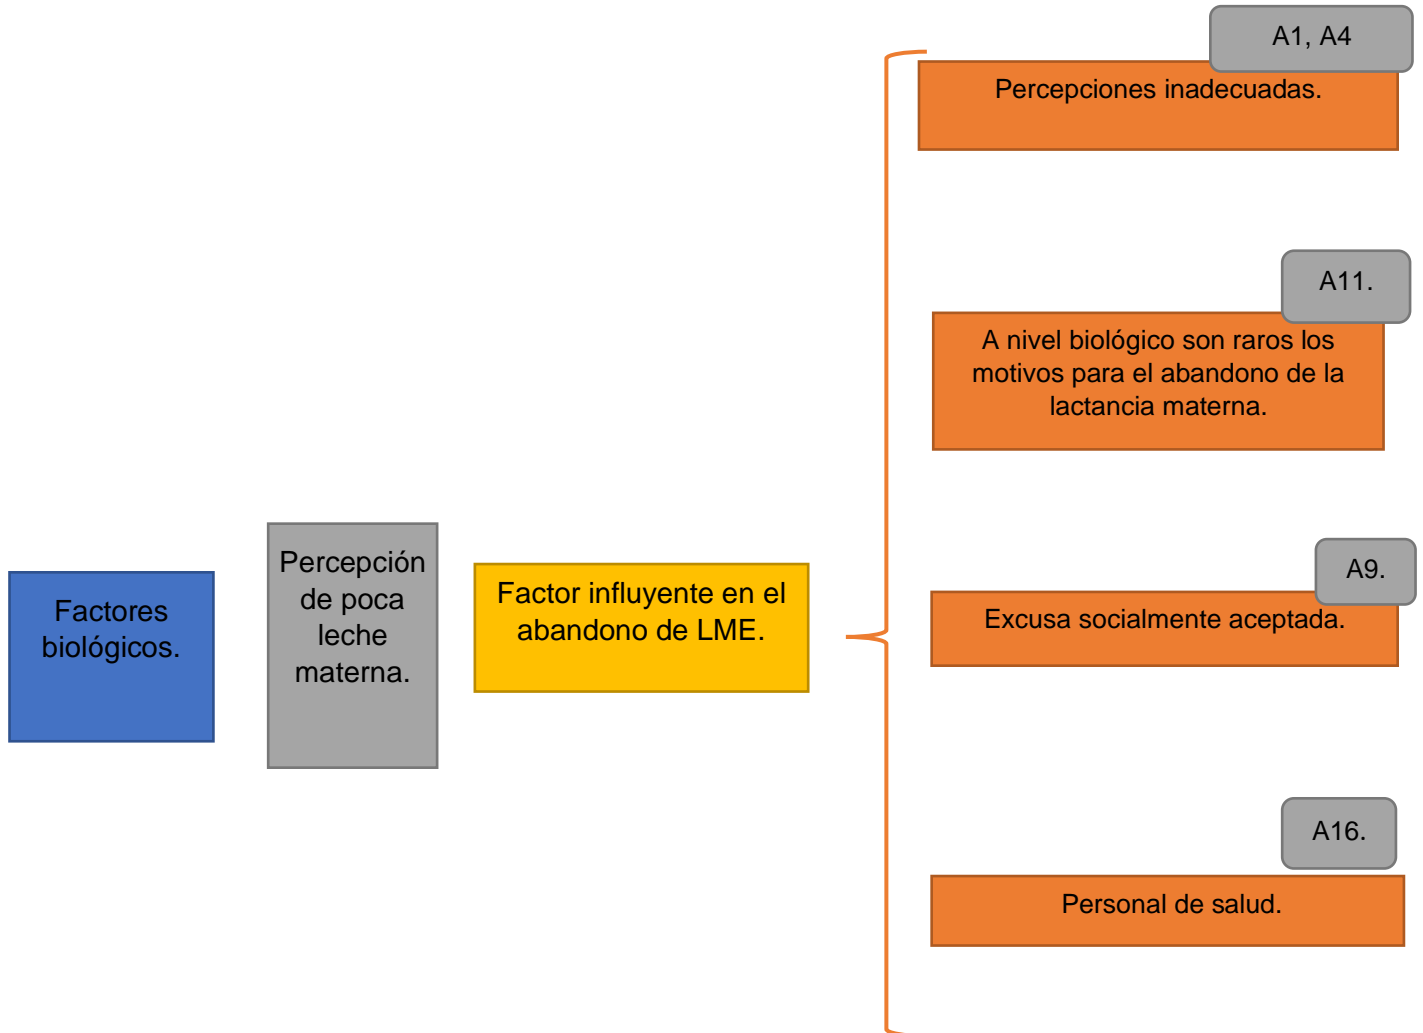 Factores
biológicos.
Percepción
de poca
leche
materna.
Factor influyente en el
abandono de LME.
A1, A4
Percepciones inadecuadas.
A11.
A nivel biológico son raros los
motivos para el abandono de la
lactancia materna.
A9.
Excusa socialmente aceptada.
A16.
Personal de salud.